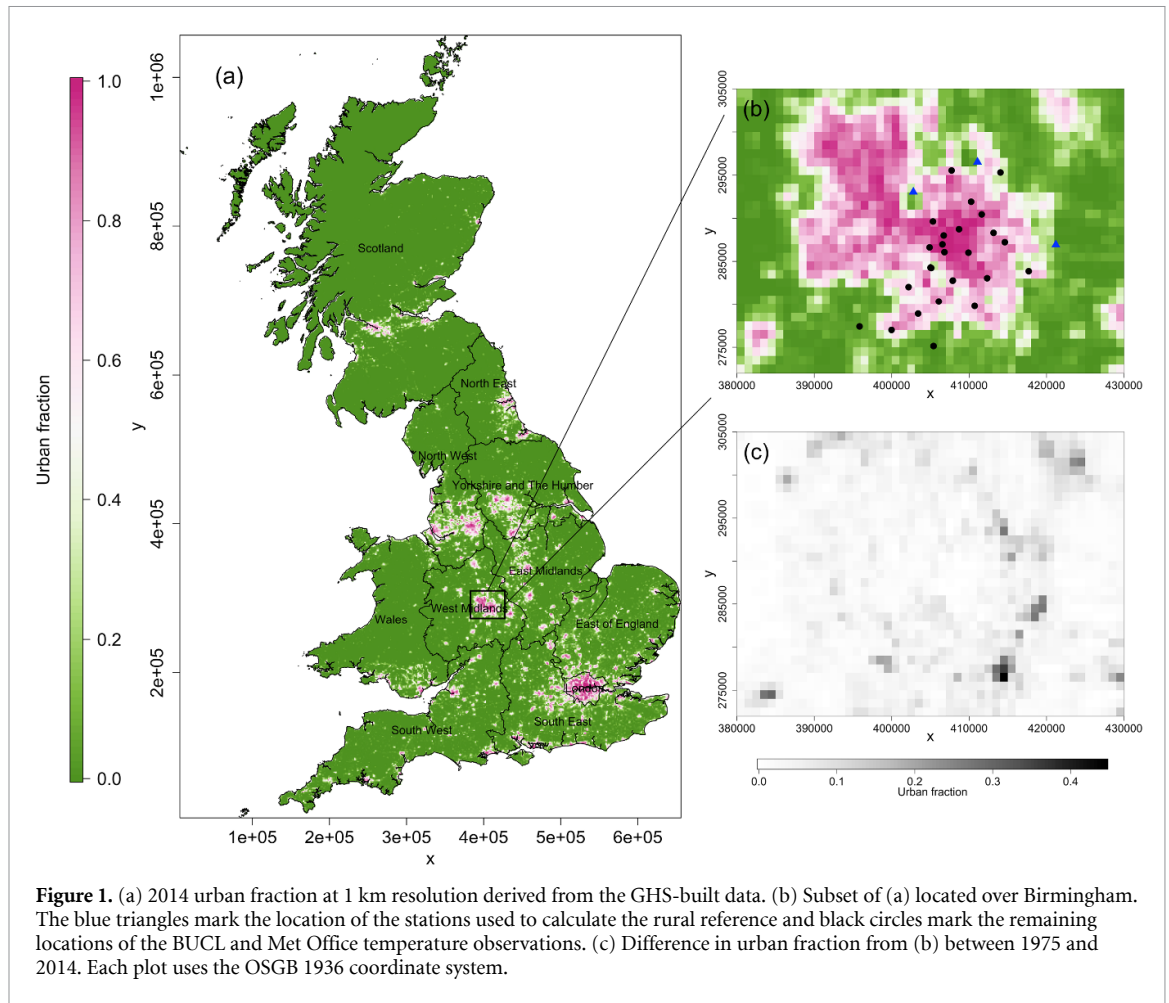 (a)
1e+06
8e+05
6e+05
4e+05
2e+05
y
1e+05
2e+05
3e+05
4e+05
5e+05
6e+05
x
Urban fraction
1.0
0.8
0.6
0.4
0.2
0.0
Scotland
North East
North West
Yorkshire and The Humber
East Midlands
West Midlands
Wales
East of England
London
South East
South West
(b)
305000
295000
285000
275000
y
380000
390000
400000
410000
420000
430000
x
(c)
305000
295000
285000
275000
y
380000
390000
400000
410000
420000
430000
x
0.0
0.1
0.2
0.3
0.4
Urban fraction
Figure 1. (a) 2014 urban fraction at 1 km resolution derived from the GHS-built data. (b) Subset of (a) located over Birmingham.
The blue triangles mark the location of the stations used to calculate the rural reference and black circles mark the remaining
locations of the BUCL and Met Office temperature observations. (c) Difference in urban fraction from (b) between 1975 and
2014. Each plot uses the OSGB 1936 coordinate system.